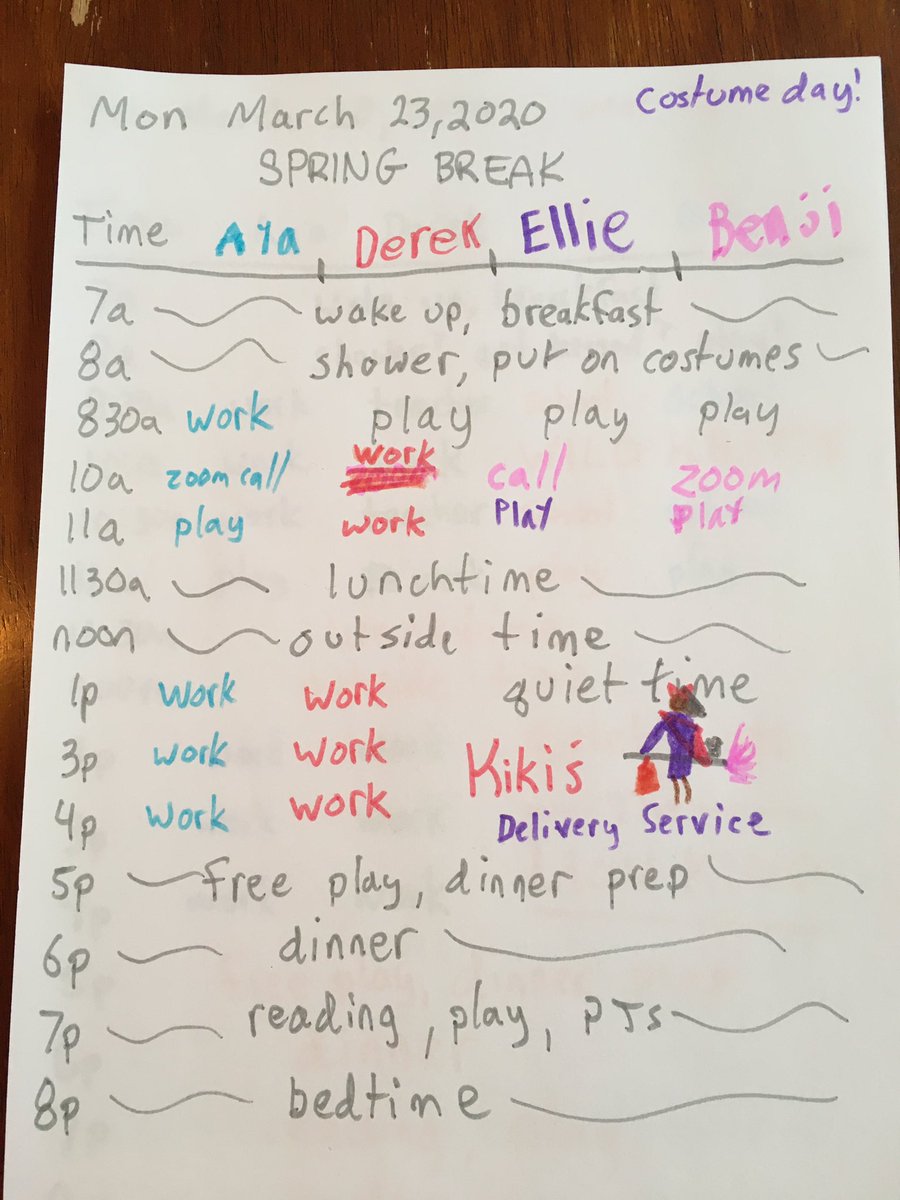 Costume day!
Mon March 23, 2020
SPRING BREAK
Time Aya Derek Ellie Benji
7a wake up, breakfast
8a shower, put on costumes
830a work play play play
10a zoom call work call zoom
11a play work Play Play
1130a lunchtime
noon outside time
1p work work quiet time
3p work work Kiki's
4p work work Delivery Service
5p free play, dinner prep
6p dinner
7p reading, play, PJs
8p bedtime